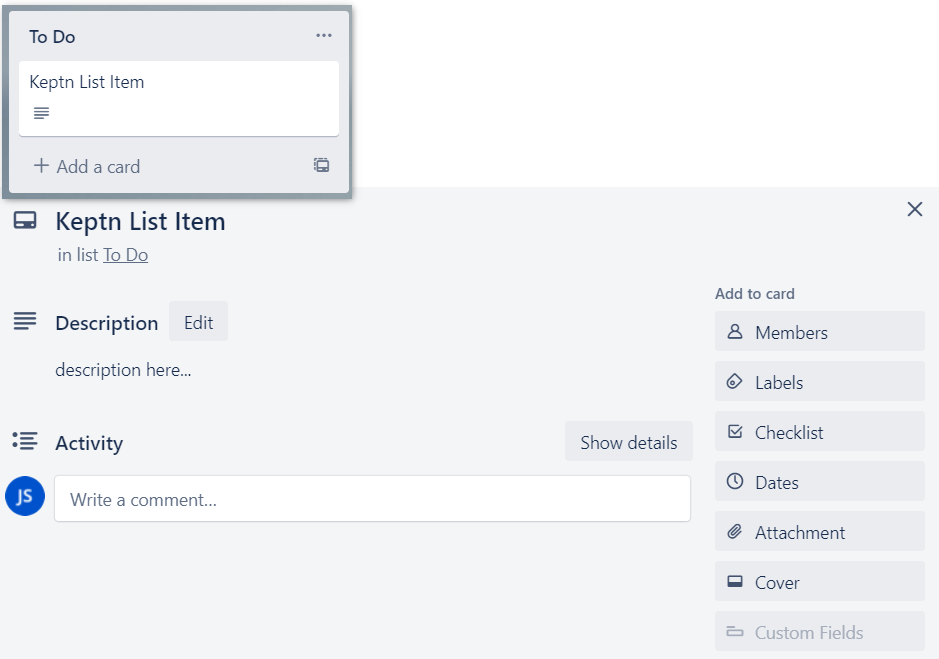 To Do
Keptn List Item
Add a card
Keptn List Item
in list To Do
Description Edit
description here...
Activity Show details
JS Write a comment...
Add to card
Members
Labels
Checklist
Dates
Attachment
Cover
Custom Fields